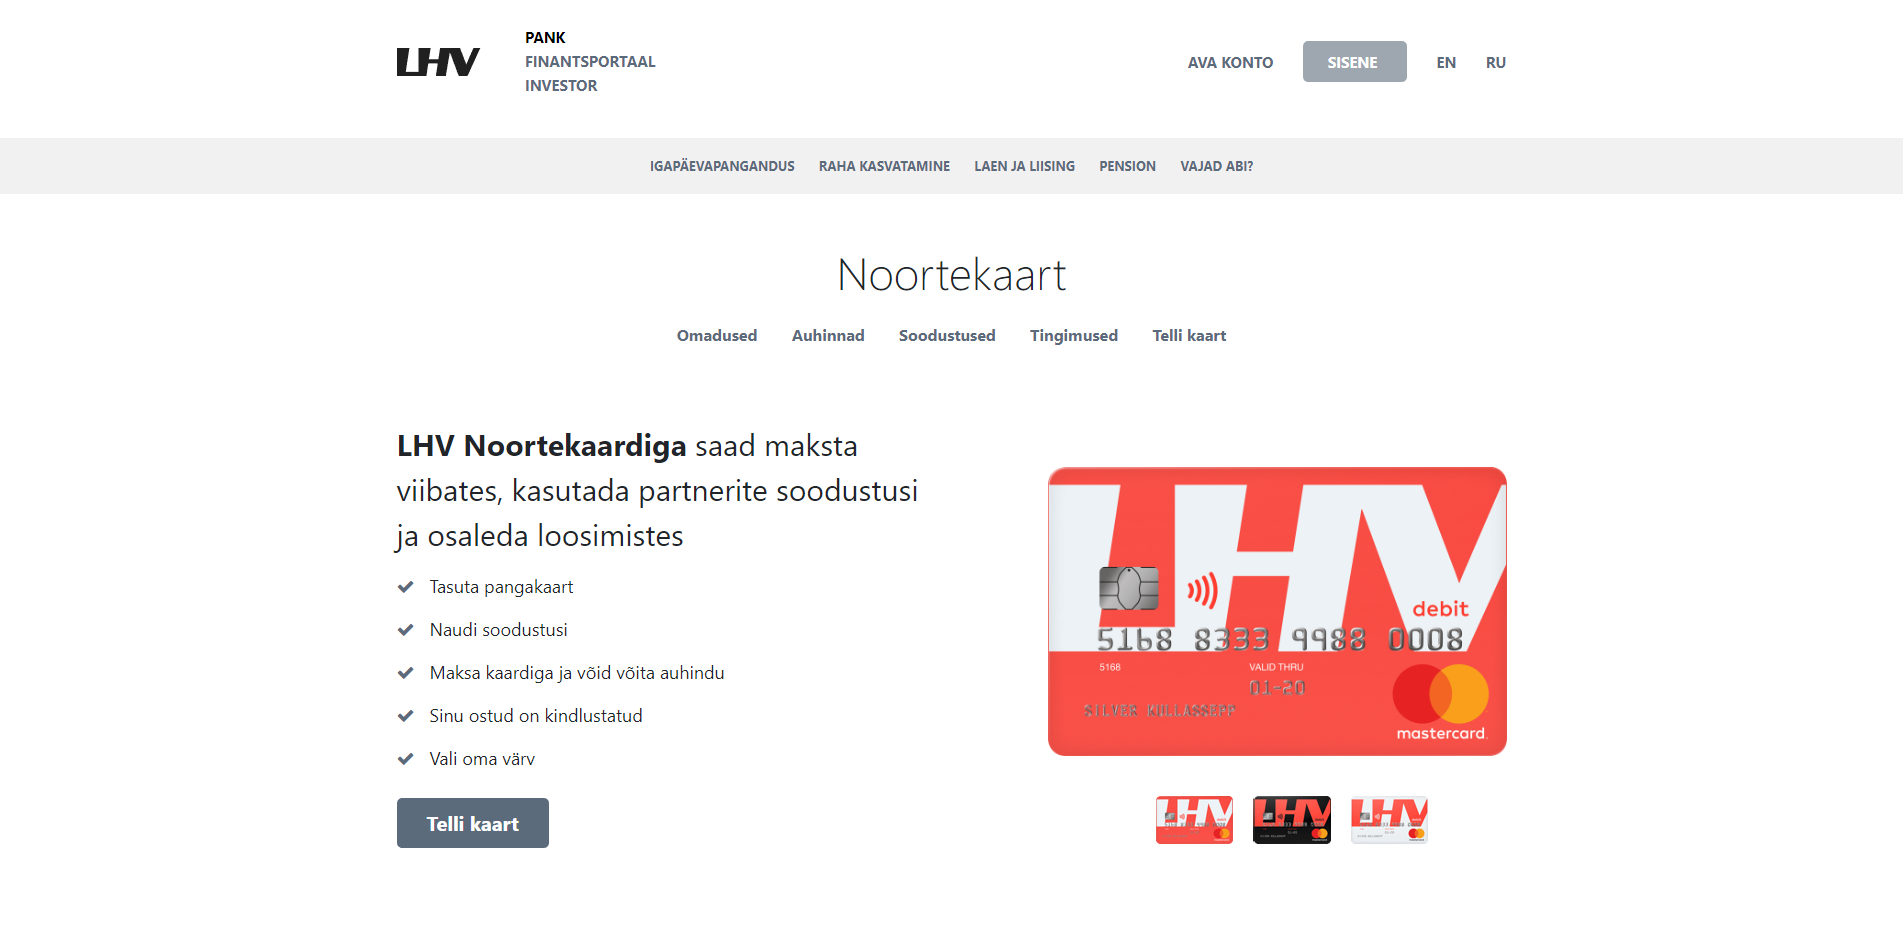 LHV
PANK
FINANTSPORTAAL
INVESTOR
AVA KONTO
SISENE
EN
RU
IGAPÄEVAPANGANDUS
RAHA KASVATAMINE
LAEN JA LIISING
PENSION
VAJAD ABI?
Noortekaart
Omadused
Auhinnad
Soodustused
Tingimused
Telli kaart
LHV Noortekaardiga saad maksta
viibates, kasutada partnerite soodustusi
ja osaleda loosimistes
Tasuta pangakaart
Naudi soodustusi
Maksa kaardiga ja võid võita auhindu
Sinu ostud on kindlustatud
Vali oma värv
Telli kaart
LHV
debit
5168 8333 9988 0008
5168
VALID THRU
01-20
SILVER KULLASSEPP
mastercard.
LHV
LHV
LHV